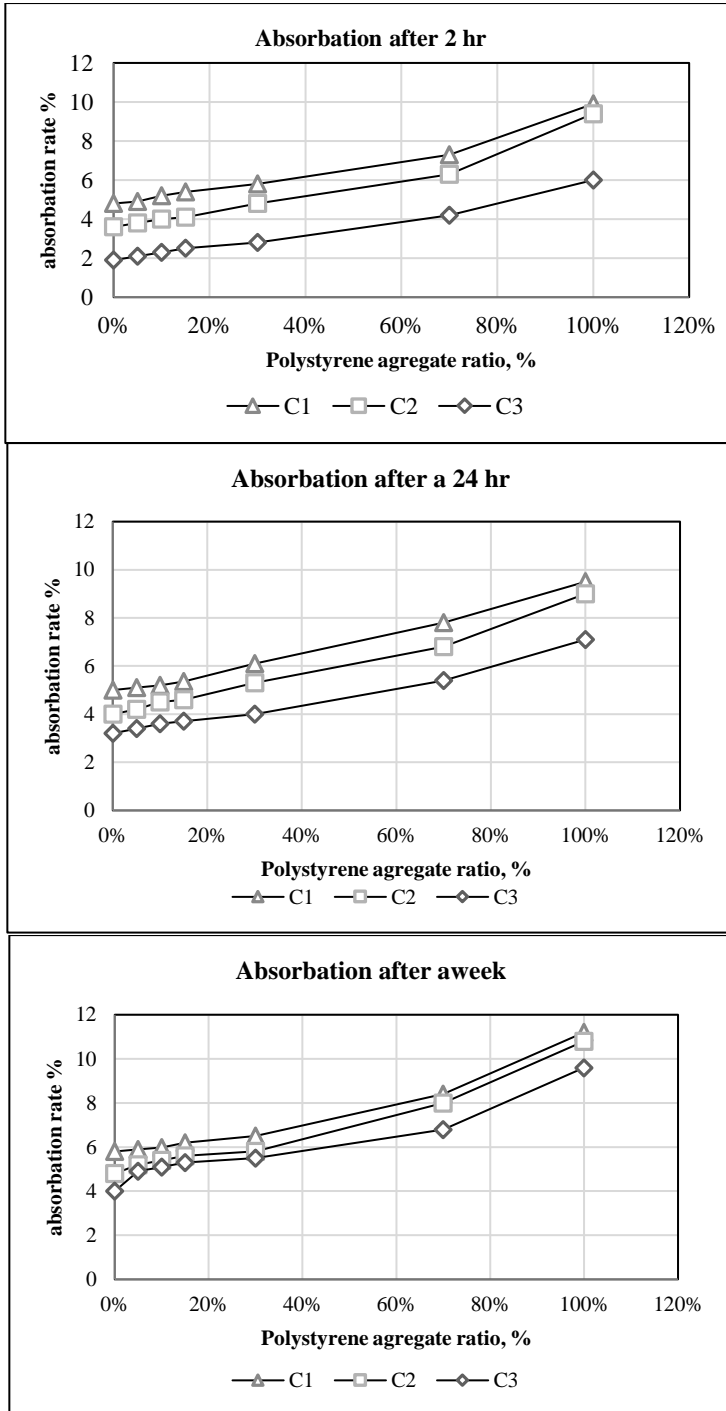 Absorbation after 2 hr
12
10
8
6
4
2
0
absorbation rate %
0% 20% 40% 60% 80% 100% 120%
Polystyrene agregate ratio, %
C1 C2 C3
Absorbation after a 24 hr
12
10
8
6
4
2
0
absorbation rate %
0% 20% 40% 60% 80% 100% 120%
Polystyrene agregate ratio, %
C1 C2 C3
Absorbation after aweek
12
10
8
6
4
2
0
absorbation rate %
0% 20% 40% 60% 80% 100% 120%
Polystyrene agregate ratio, %
C1 C2 C3